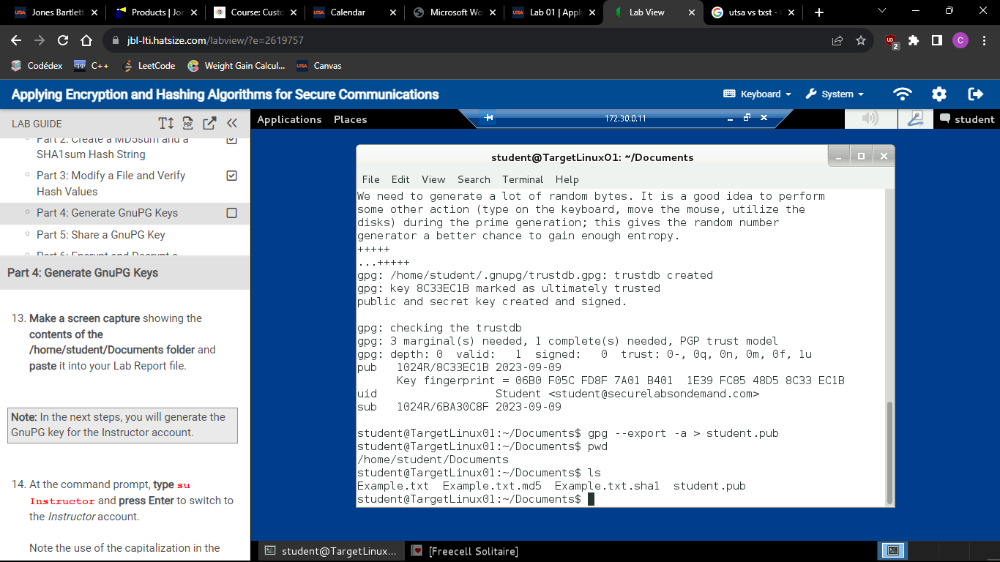 Jones Bartlett
Products | Jor
Course: Custo
Calendar
Microsoft Wo
Lab 01 | Apply
Lab View
utsa vs txst -
jbl-lti.hatsize.com/labview/?e=2619757
2
C
Codédex
cpp C++
LeetCode
Weight Gain Calcul...
UTSA Canvas
Applying Encryption and Hashing Algorithms for Secure Communications
Keyboard
System
LAB GUIDE
PDF
Part 2: Create a MD5sum and a
SHA1sum Hash String
Part 3: Modify a File and Verify
Hash Values
Part 4: Generate GnuPG Keys
Part 5: Share a GnuPG Key
Part 6: Encrypt and Decrypt a
Part 4: Generate GnuPG Keys
13. Make a screen capture showing the
contents of the
/home/student/Documents folder and
paste it into your Lab Report file.
Note: In the next steps, you will generate the
GnuPG key for the Instructor account.
14. At the command prompt, type su
Instructor and press Enter to switch to
the Instructor account.
Note the use of the capitalization in the
Applications Places
172.30.0.11
student
student@TargetLinux01: ~/Documents
File Edit View Search Terminal Help
We need to generate a lot of random bytes. It is a good idea to perform
some other action (type on the keyboard, move the mouse, utilize the
disks) during the prime generation; this gives the random number
generator a better chance to gain enough entropy.
+++++
...+++++
gpg: /home/student/.gnupg/trustdb.gpg: trustdb created
gpg: key 8C33EC1B marked as ultimately trusted
public and secret key created and signed.
gpg: checking the trustdb
gpg: 3 marginal(s) needed, 1 complete(s) needed, PGP trust model
gpg: depth: 0 valid: 1 signed: 0 trust: 0-, 0q, 0n, 0m, 0f, 1u
pub 1024R/8C33EC1B 2023-09-09
Key fingerprint = 06B0 F05C FD8F 7A01 B401 1E39 FC85 48D5 8C33 EC1B
uid Student <student@securelabsondemand.com>
sub 1024R/6BA30C8F 2023-09-09
student@TargetLinux01:~/Documents$ gpg --export -a > student.pub
student@TargetLinux01:~/Documents$ pwd
/home/student/Documents
student@TargetLinux01:~/Documents$ ls
Example.txt Example.txt.md5 Example.txt.sha1 student.pub
student@TargetLinux01:~/Documents$
student@TargetLinux...
[Freecell Solitaire]